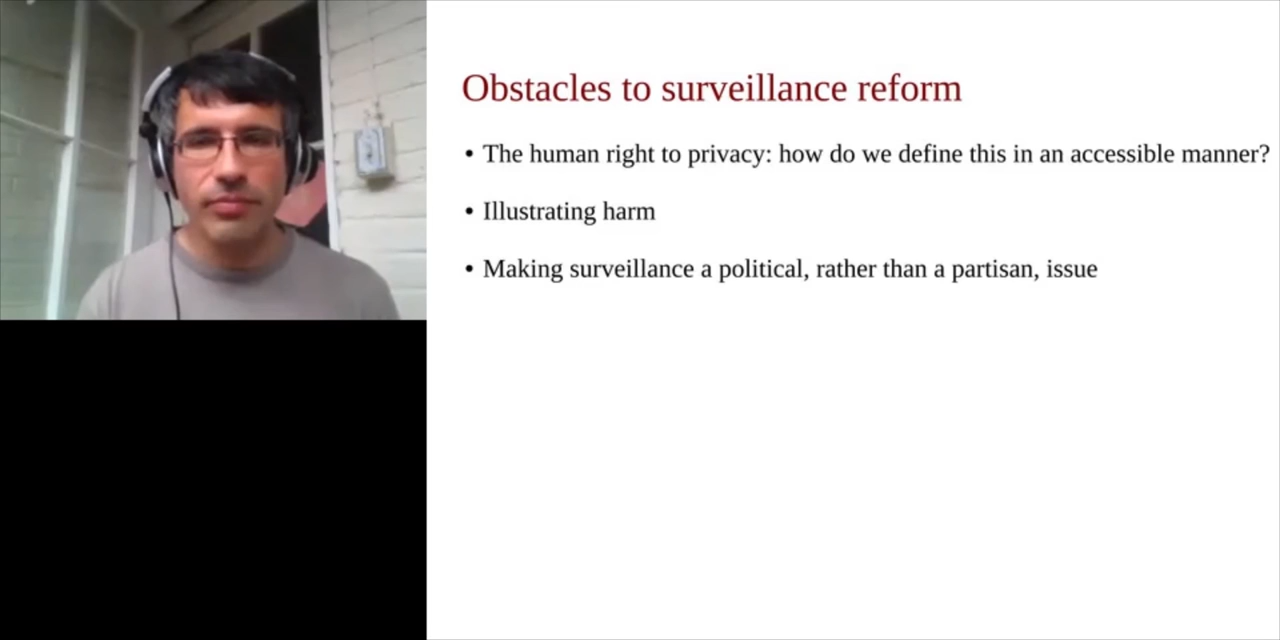 Obstacles to surveillance reform
• The human right to privacy: how do we define this in an accessible manner?
• Illustrating harm
• Making surveillance a political, rather than a partisan, issue